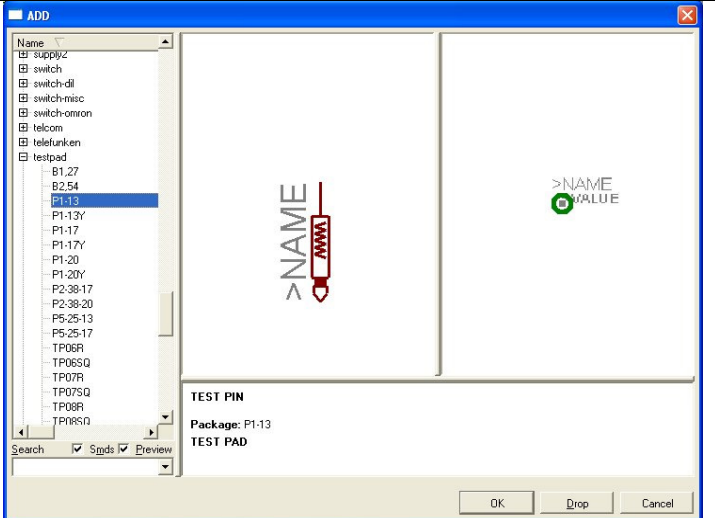 ADD
Name
supply2
switch
switch-dil
switch-misc
switch-omron
telcom
telefunken
testpad
B1,27
B2,54
P1-13
P1-13Y
P1-17
P1-17Y
P1-20
P1-20Y
P2-38-17
P2-38-20
P5-25-13
P5-25-17
TP06R
TP06SQ
TP07R
TP07SQ
TP08R
TP08SQ
Search Smds Preview
>NAME
>NAME
VALUE
TEST PIN
Package: P1-13
TEST PAD
OK Drop Cancel